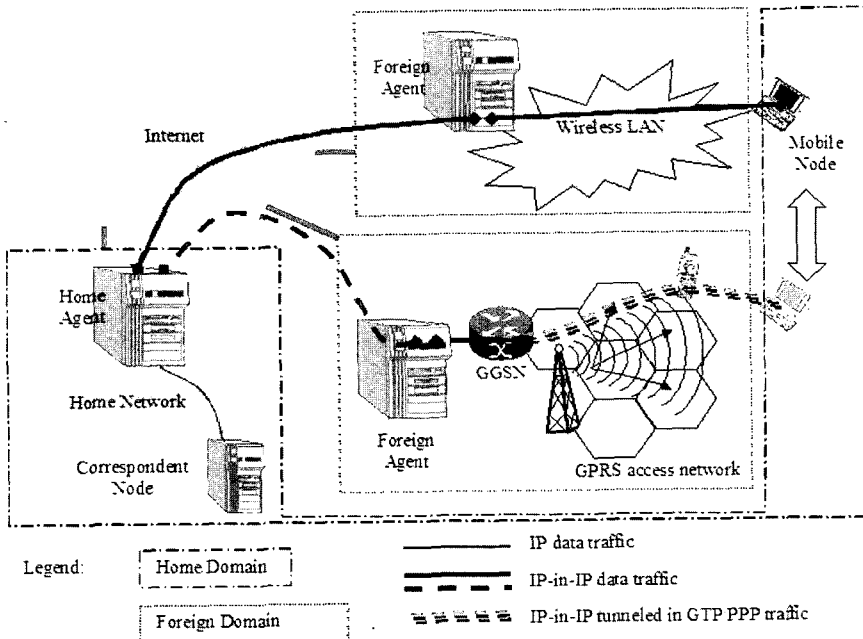 Foreign
Agent
Internet
Wireless LAN
Mobile
Node
Home
Agent
GGSN
Home Network
Foreign
Agent
Correspondent
Node
GPRS access network
Legend:
Home Domain
Foreign Domain
IP data traffic
IP-in-IP data traffic
IP-in-IP tunneled in GTP PPP traffic